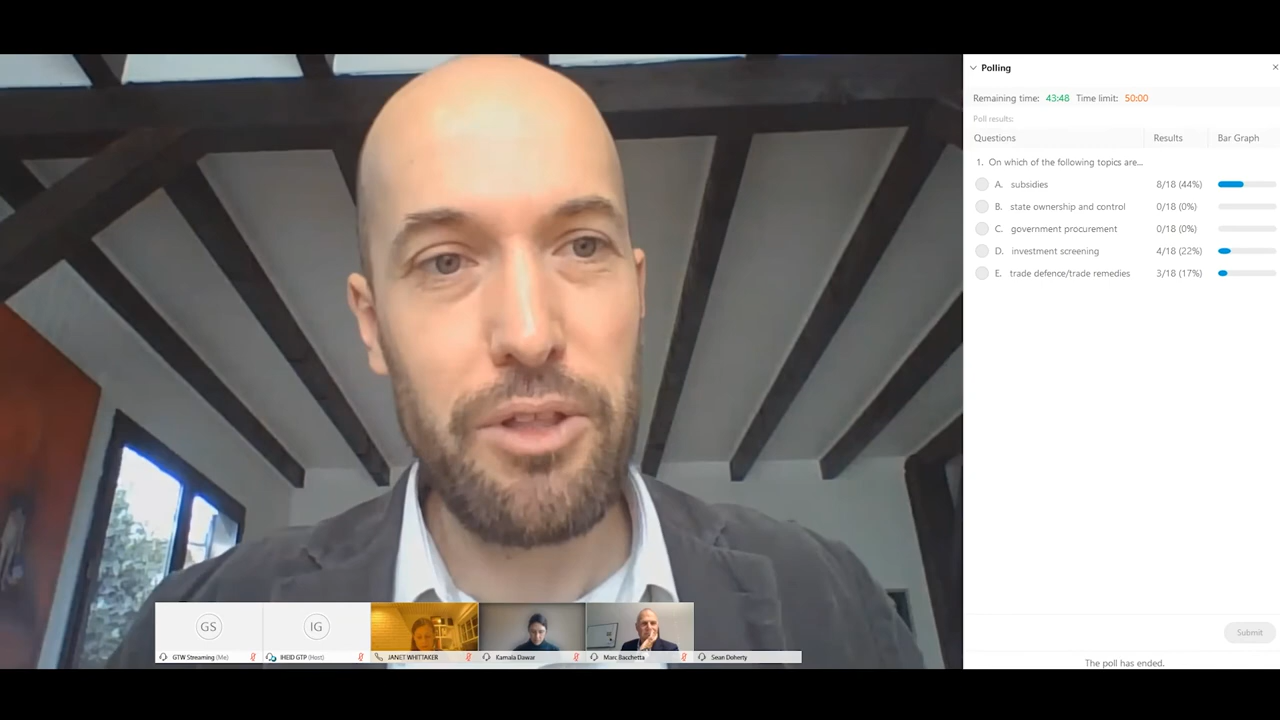 Polling
Remaining time: 43:48 Time limit: 50:00
Poll results:
Questions Results Bar Graph
1. On which of the following topics are...
A. subsidies 8/18 (44%)
B. state ownership and control 0/18 (0%)
C. government procurement 0/18 (0%)
D. investment screening 4/18 (22%)
E. trade defence/trade remedies 3/18 (17%)
Submit
The poll has ended.
GS IG
GTW Streaming (Me) IHEID GTP (Host) JANET WHITTAKER Kamala Dawar Marc Bacchetta Sean Doherty